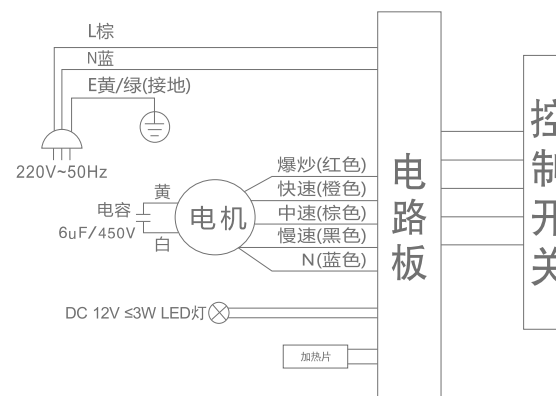 L棕
N蓝
E黄/绿(接地)
220V~50Hz
爆炒(红色)
快速(橙色)
中速(棕色)
慢速(黑色)
N(蓝色)
黄
电容
6uF/450V
白
电机
DC 12V ≤3W LED灯
加热片
电路板
控制开关